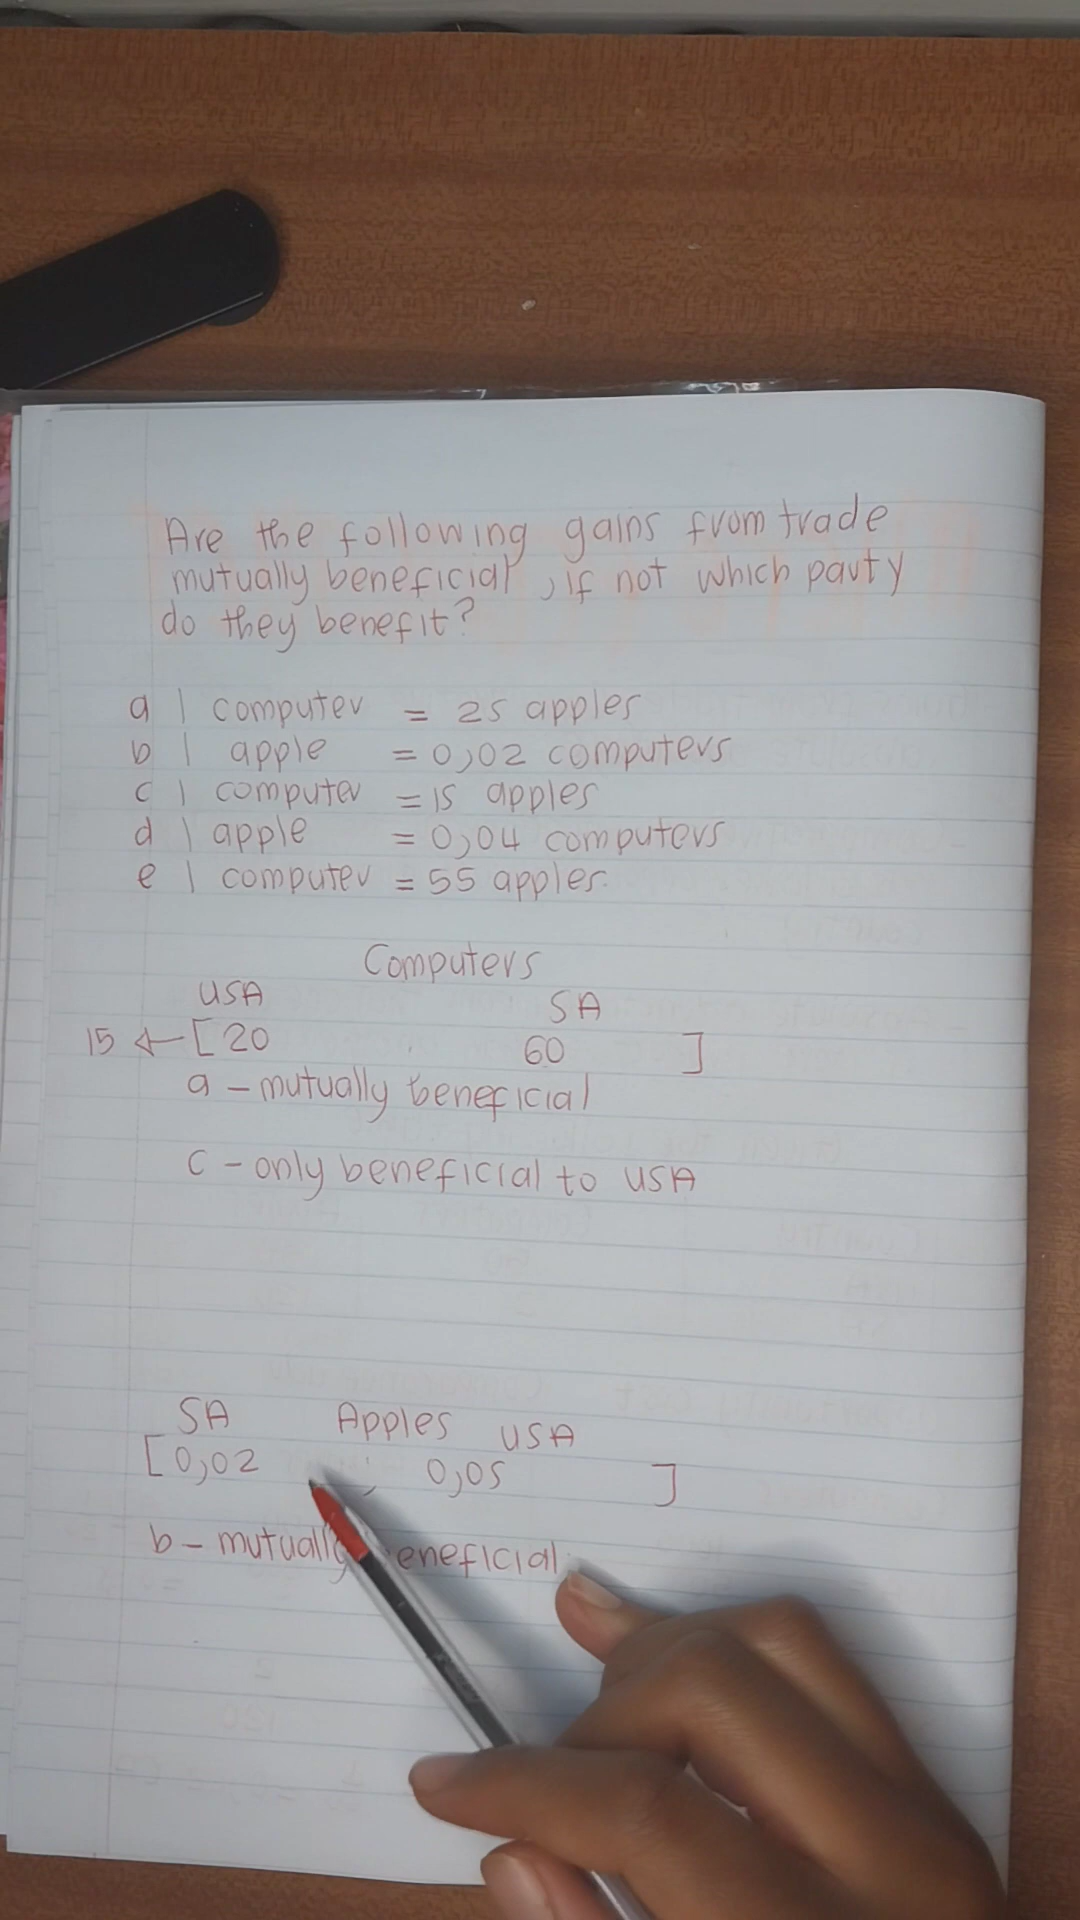 Are the following gains from trade
mutually beneficial, if not which party
do they benefit?
a 1 computer = 25 apples
b 1 apple = 0,02 computers
c 1 computer = 15 apples
d 1 apple = 0,04 computers
e 1 computer = 55 apples.
Computers
USA SA
15 ← [20 60 ]
a - mutually beneficial
c - only beneficial to USA
SA Apples USA
[0,02 ; 0,05 ]
b - mutually eneficial.